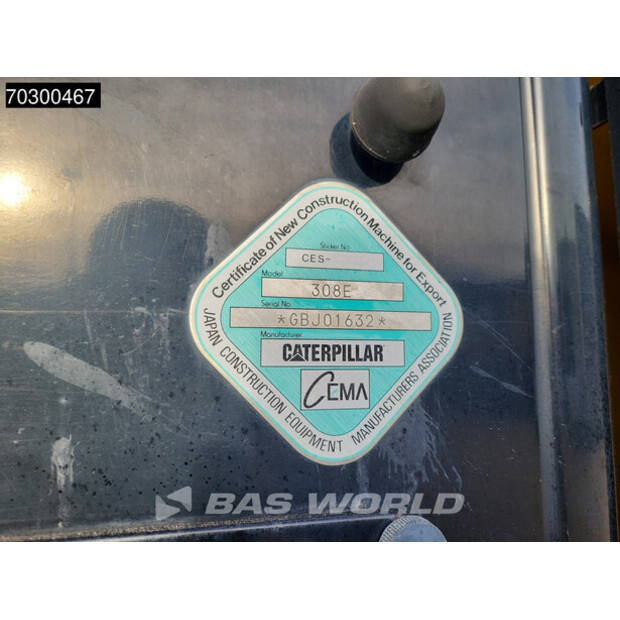 70300467
Certificate of New Construction Machine for Export
Sticker No.
CES-
Model
308E
Serial No.
*GBJ01632*
Manufacturer
CATERPILLAR
CEMA
JAPAN CONSTRUCTION EQUIPMENT MANUFACTURERS ASSOCIATION
BAS WORLD